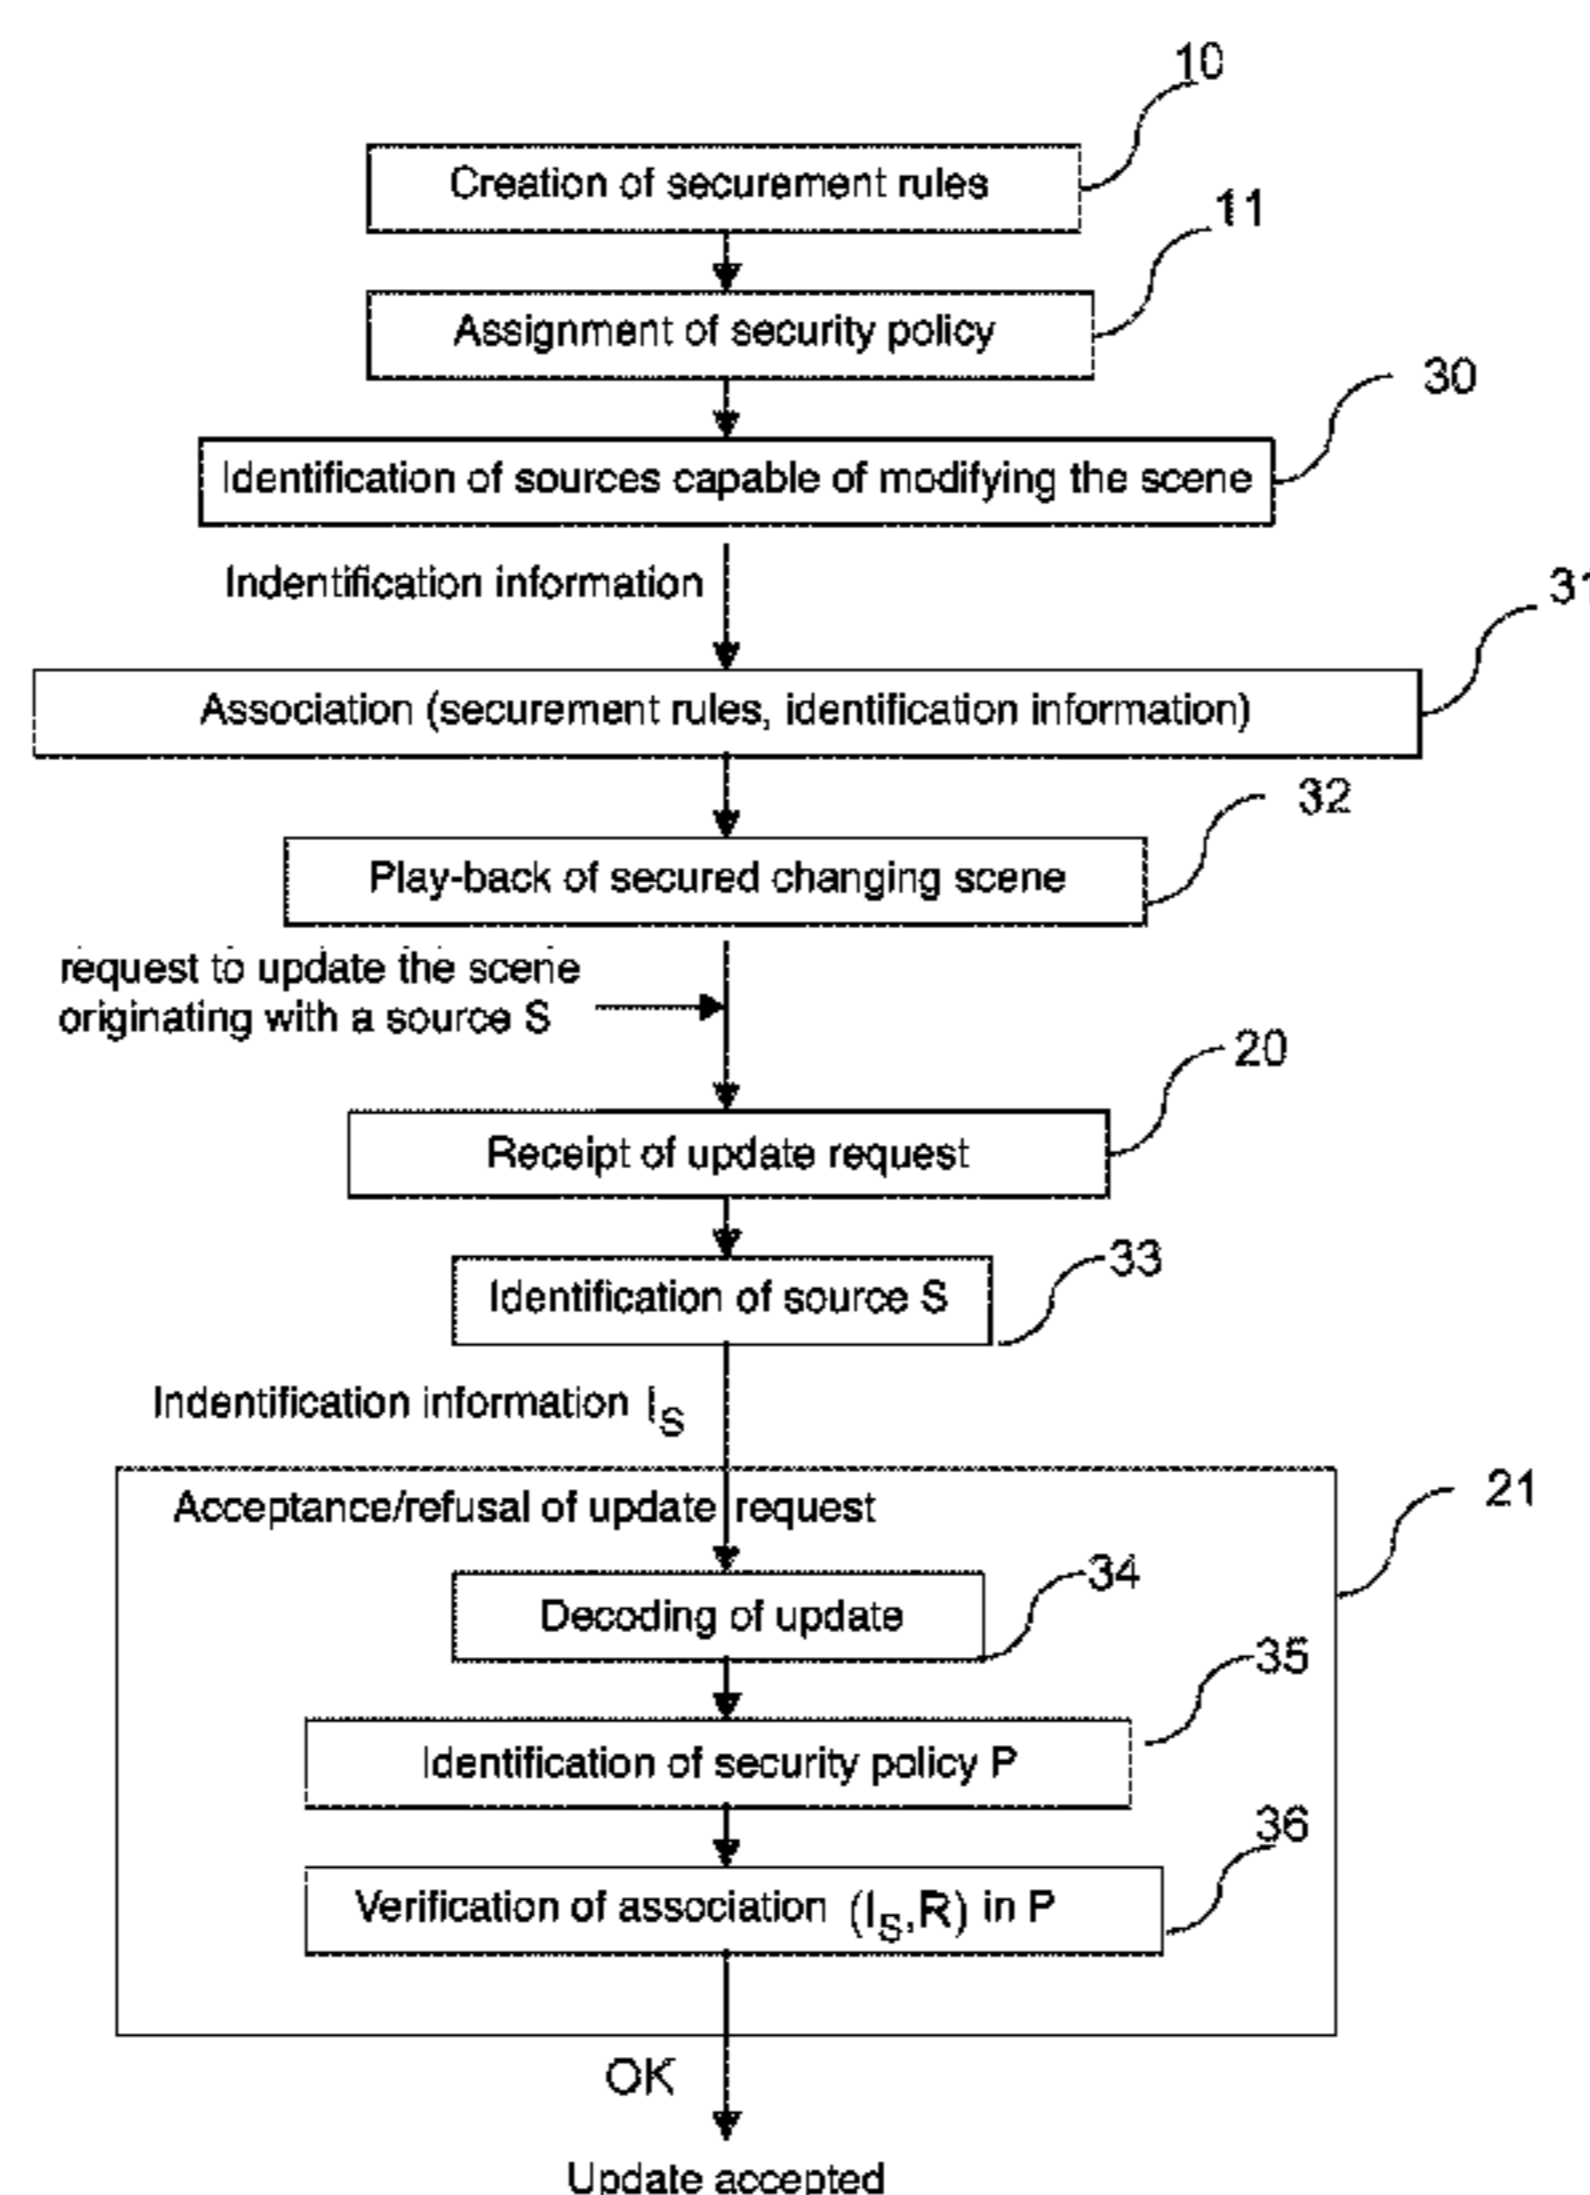 10
Creation of securement rules
11
Assignment of security policy
30
Identification of sources capable of modifying the scene
Indentification information
31
Association (securement rules, identification information)
32
Play-back of secured changing scene
request to update the scene
originating with a source S
20
Receipt of update request
33
Identification of source S
Indentification information IS
21
Acceptance/refusal of update request
34
Decoding of update
35
Identification of security policy P
36
Verification of association (IS,R) in P
OK
Update accepted